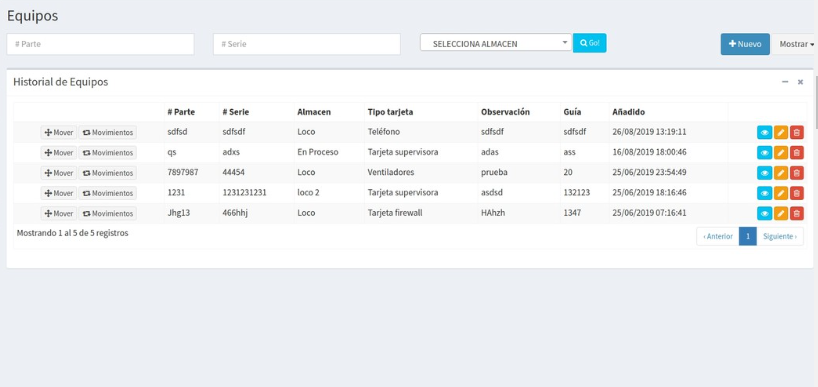 Equipos
# Parte # Serie SELECCIONA ALMACEN Go! Nuevo Mostrar
Historial de Equipos
# Parte # Serie Almacen Tipo tarjeta Observación Guía Añadido
Mover Movimientos sdfsd sdfsdf Loco Teléfono sdfsdf sdfsdf 26/08/2019 13:19:11
Mover Movimientos qs adxs En Proceso Tarjeta supervisora adas ass 16/08/2019 18:00:46
Mover Movimientos 7897987 44454 Loco Ventiladores prueba 20 25/06/2019 23:54:49
Mover Movimientos 1231 1231231231 loco 2 Tarjeta supervisora asdsd 132123 25/06/2019 18:16:46
Mover Movimientos Jhg13 466hhj Loco Tarjeta firewall HAhzh 1347 25/06/2019 07:16:41
Mostrando 1 al 5 de 5 registros
‹ Anterior 1 Siguiente ›